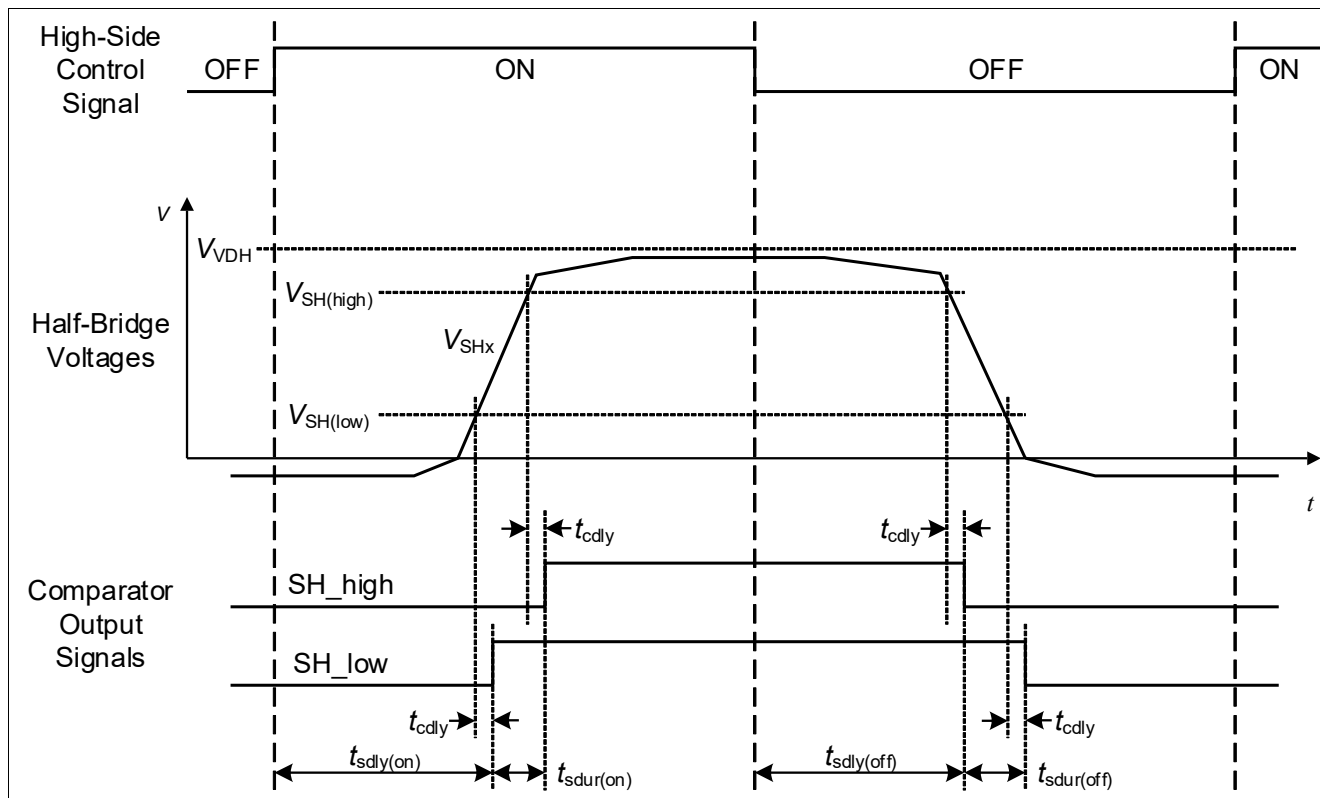 High-Side
Control
Signal
OFF
ON
OFF
ON
V
VVDH
VSH(high)
Half-Bridge
Voltages
VSHx
VSH(low)
t
tcdly
tcdly
Comparator
Output
Signals
SH_high
SH_low
tcdly
tcdly
tsdly(on)
tsdur(on)
tsdly(off)
tsdur(off)